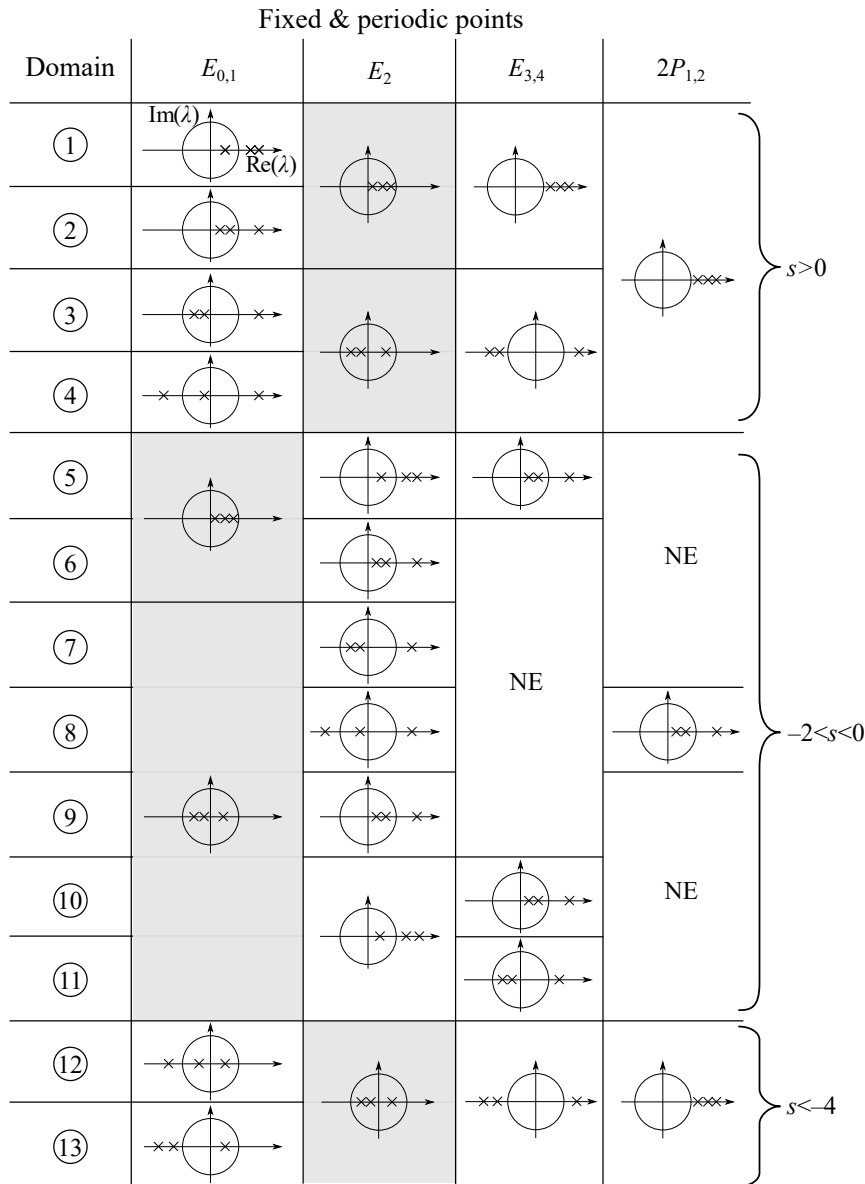 Fixed & periodic points
Domain E0,1 E2 E3,4 2P1,2
Im(λ)
1
Re(λ)
2
s>0
3
4
5
6 NE
7
NE
8 –2<s<0
9
10 NE
11
12
s<–4
13